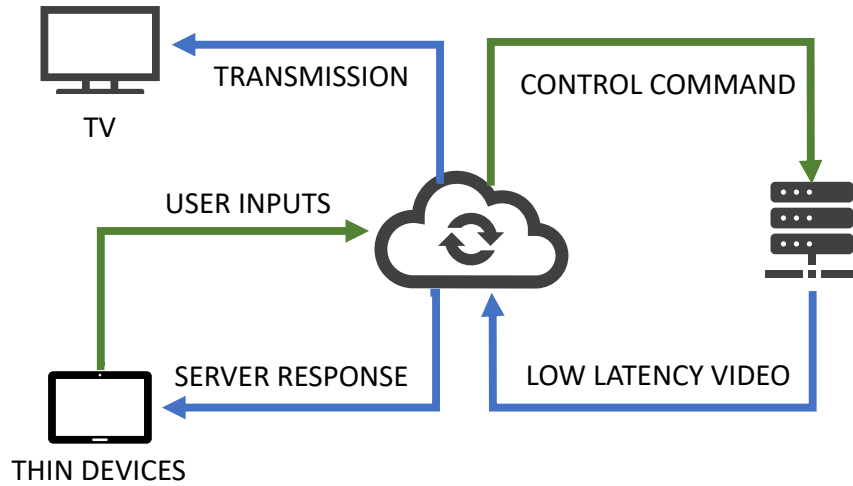 TRANSMISSION
CONTROL COMMAND
TV
USER INPUTS
SERVER RESPONSE
LOW LATENCY VIDEO
THIN DEVICES